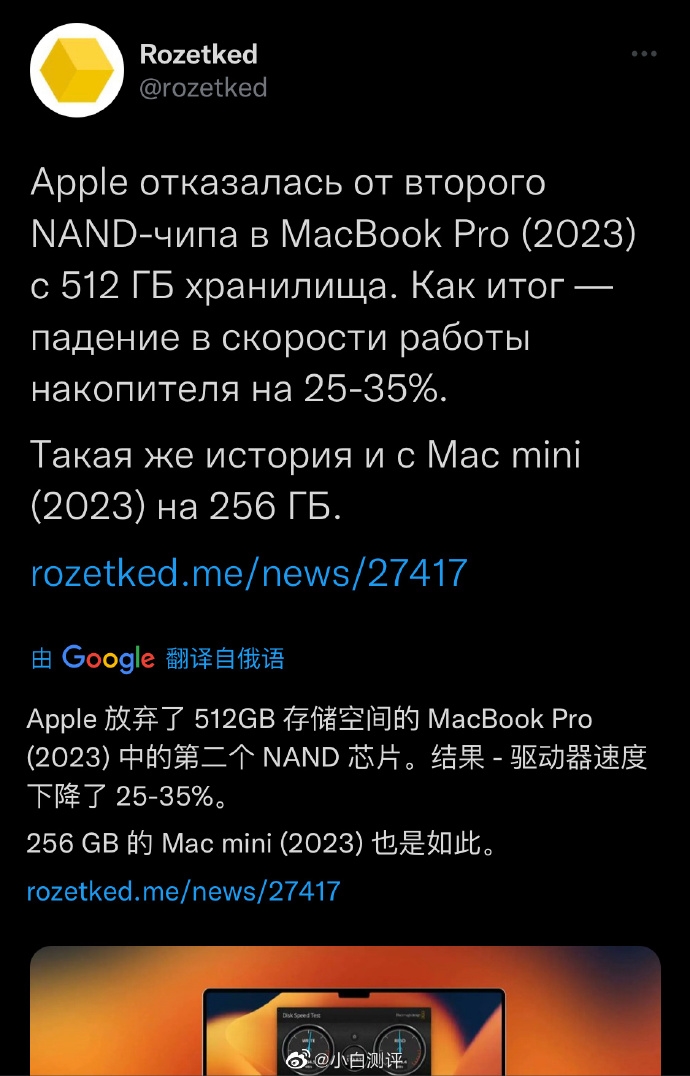 Rozetked
@rozetked
Apple отказалась от второго
NAND-чипа в MacBook Pro (2023)
с 512 ГБ хранилища. Как итог —
падение в скорости работы
накопителя на 25-35%.
Такая же история и с Mac mini
(2023) на 256 ГБ.
rozetked.me/news/27417
由 Google 翻译自俄语
Apple 放弃了 512GB 存储空间的 MacBook Pro
(2023) 中的第二个 NAND 芯片。结果 - 驱动器速度
下降了 25-35%。
256 GB 的 Mac mini (2023) 也是如此。
rozetked.me/news/27417
Disk Speed Test
@小白测评